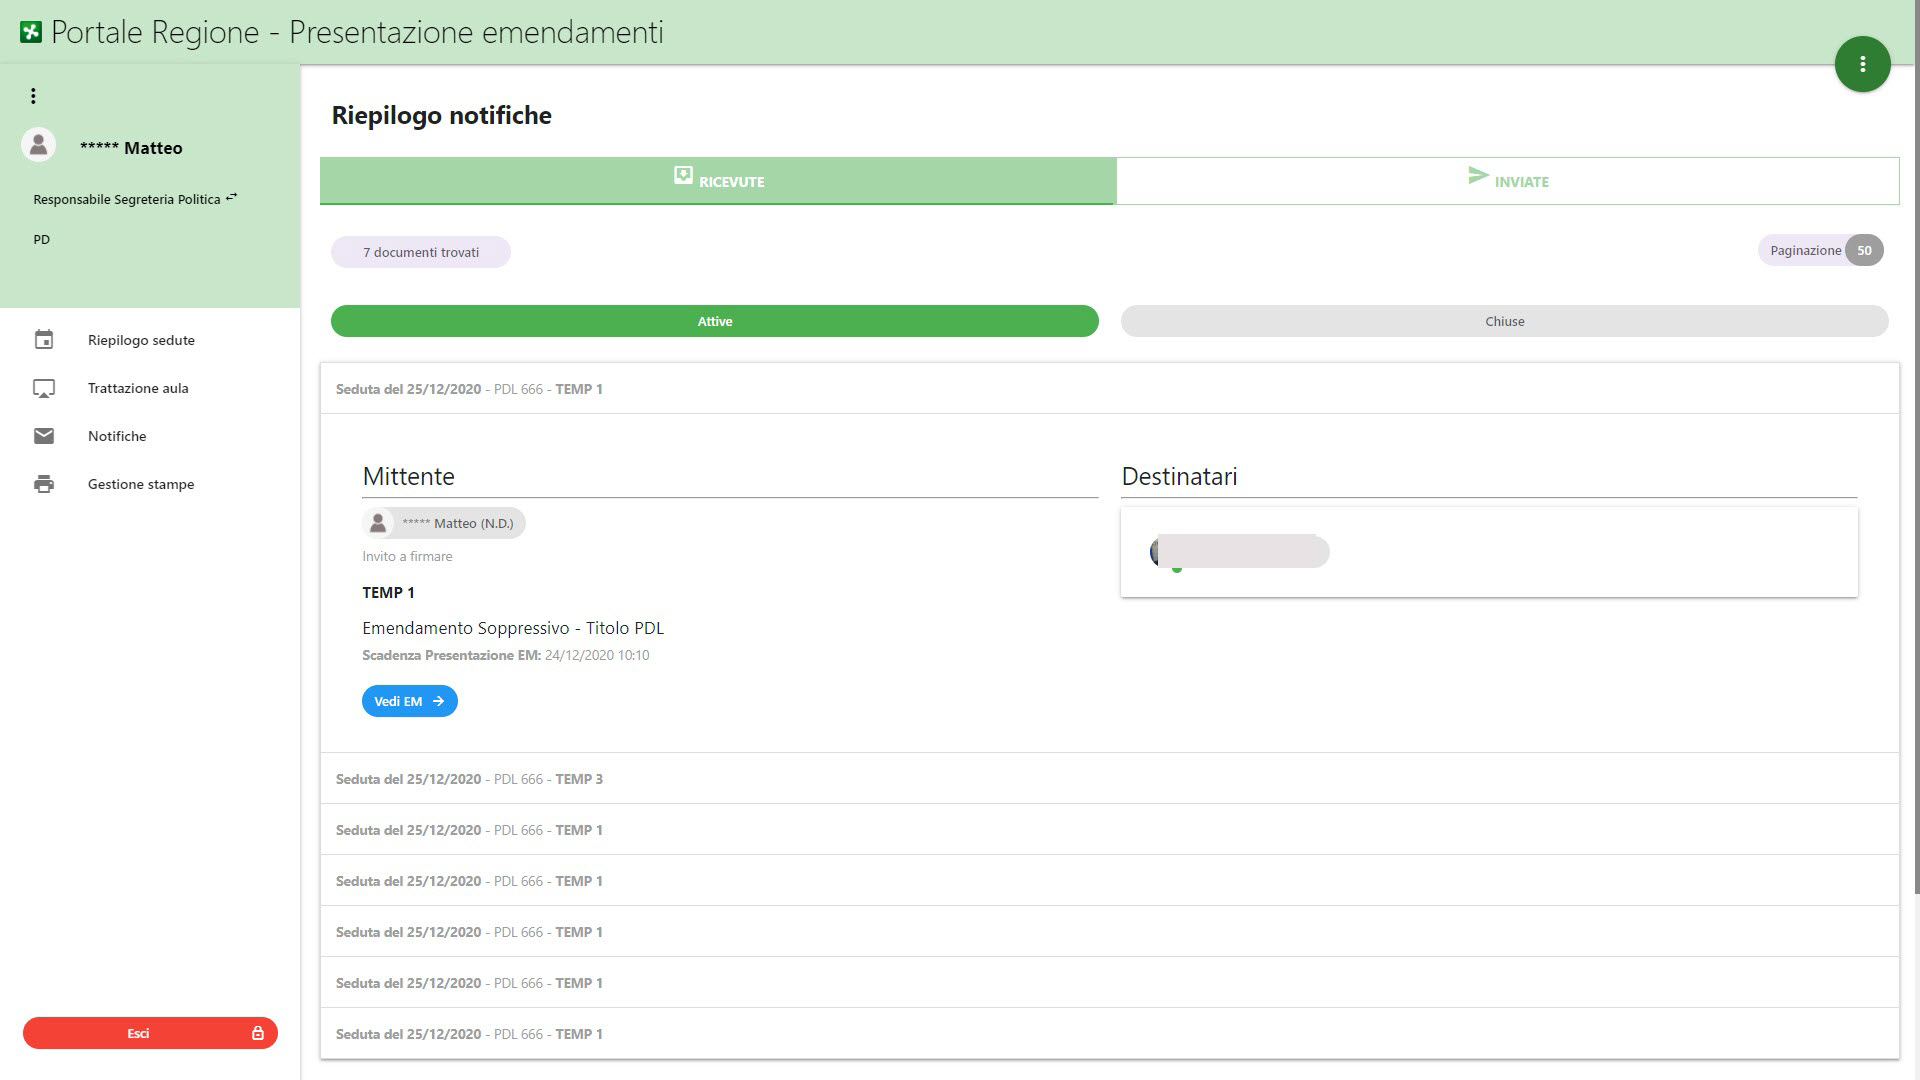 Portale Regione - Presentazione emendamenti
***** Matteo
Responsabile Segreteria Politica
PD
Riepilogo sedute
Trattazione aula
Notifiche
Gestione stampe
Esci
Riepilogo notifiche
RICEVUTE
INVIATE
7 documenti trovati
Paginazione 50
Attive
Chiuse
Seduta del 25/12/2020 - PDL 666 - TEMP 1
Mittente
***** Matteo (N.D.)
Invito a firmare
TEMP 1
Emendamento Soppressivo - Titolo PDL
Scadenza Presentazione EM: 24/12/2020 10:10
Vedi EM
Destinatari
Seduta del 25/12/2020 - PDL 666 - TEMP 3
Seduta del 25/12/2020 - PDL 666 - TEMP 1
Seduta del 25/12/2020 - PDL 666 - TEMP 1
Seduta del 25/12/2020 - PDL 666 - TEMP 1
Seduta del 25/12/2020 - PDL 666 - TEMP 1
Seduta del 25/12/2020 - PDL 666 - TEMP 1